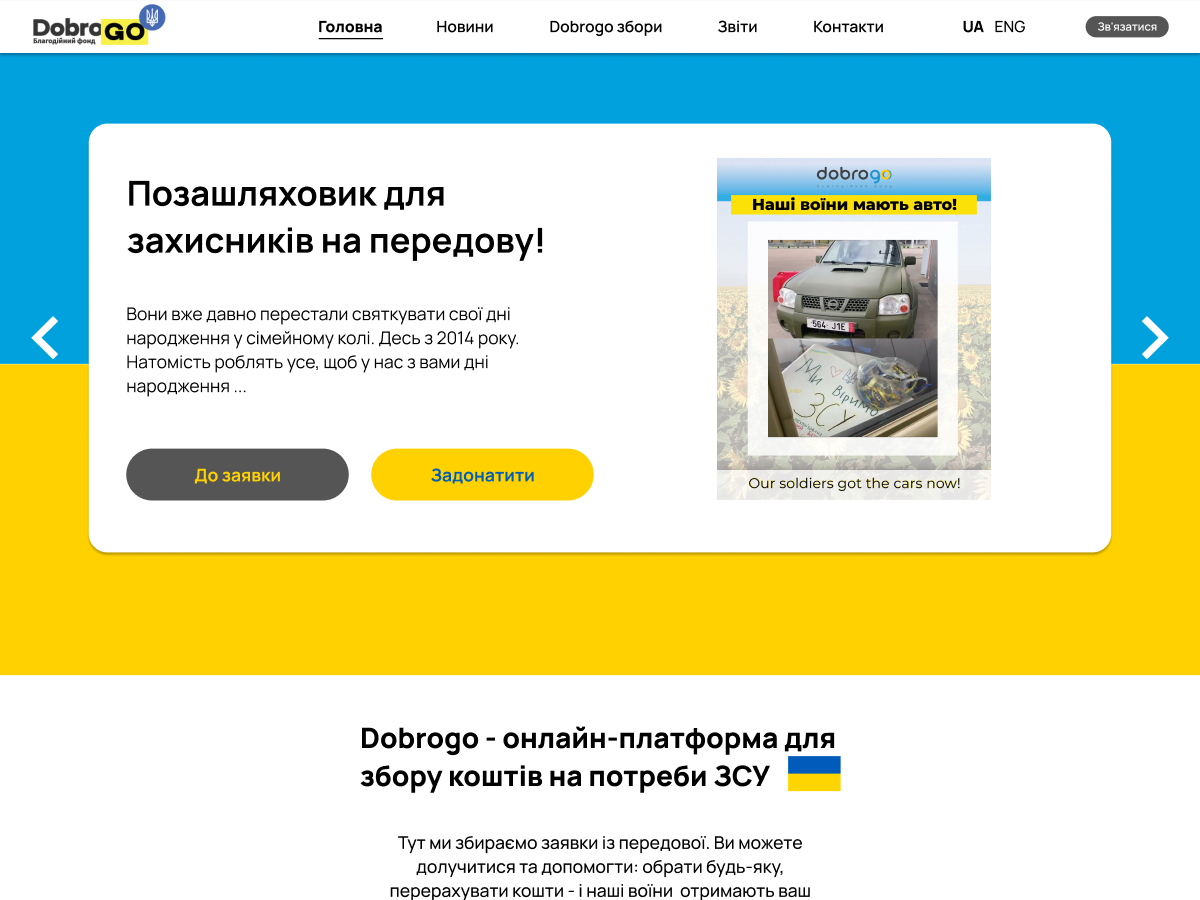 DobroGO
Благодійний фонд
Головна
Новини
Dobrogo збори
Звіти
Контакти
UA ENG
Зв'язатися
Позашляховик для
захисників на передову!
Вони вже давно перестали святкувати свої дні
народження у сімейному колі. Десь з 2014 року.
Натомість роблять усе, щоб у нас з вами дні
народження ...
До заявки
Задонатити
dobrogo
Наші воїни мають авто!
564 J1E
Ми
Віримо
ЗСУ
Our soldiers got the cars now!
Dobrogo - онлайн-платформа для
збору коштів на потреби ЗСУ
Тут ми збираємо заявки із передової. Ви можете
долучитися та допомогти: обрати будь-яку,
перерахувати кошти - і наші воїни отримають ваш